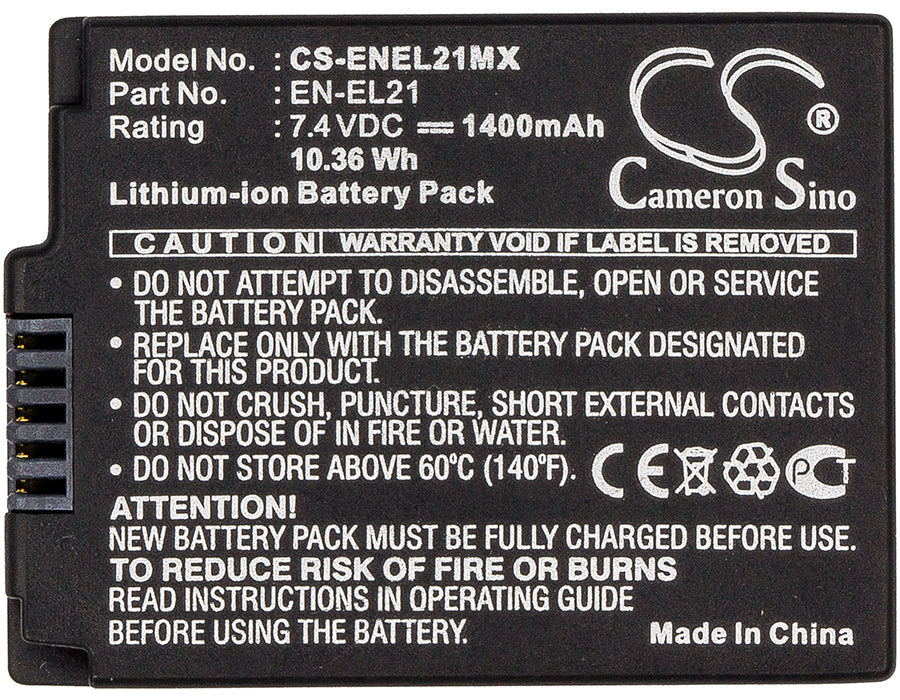 Model No. : CS-ENEL21MX
Part No. : EN-EL21
Rating : 7.4VDC ⎓ 1400mAh
10.36 Wh
Lithium-ion Battery Pack
®
Cameron Sino
CAUTION WARRANTY VOID IF LABEL IS REMOVED
• DO NOT ATTEMPT TO DISASSEMBLE, OPEN OR SERVICE
THE BATTERY PACK.
• REPLACE ONLY WITH THE BATTERY PACK DESIGNATED
FOR THIS PRODUCT.
• DO NOT CRUSH, PUNCTURE, SHORT EXTERNAL CONTACTS
OR DISPOSE OF IN FIRE OR WATER.
• DO NOT STORE ABOVE 60ºC (140ºF).
CE PCT
ATTENTION!
NEW BATTERY PACK MUST BE FULLY CHARGED BEFORE USE.
TO REDUCE RISK OF FIRE OR BURNS
READ INSTRUCTIONS IN OPERATING GUIDE
BEFORE USING THE BATTERY.
Made In China